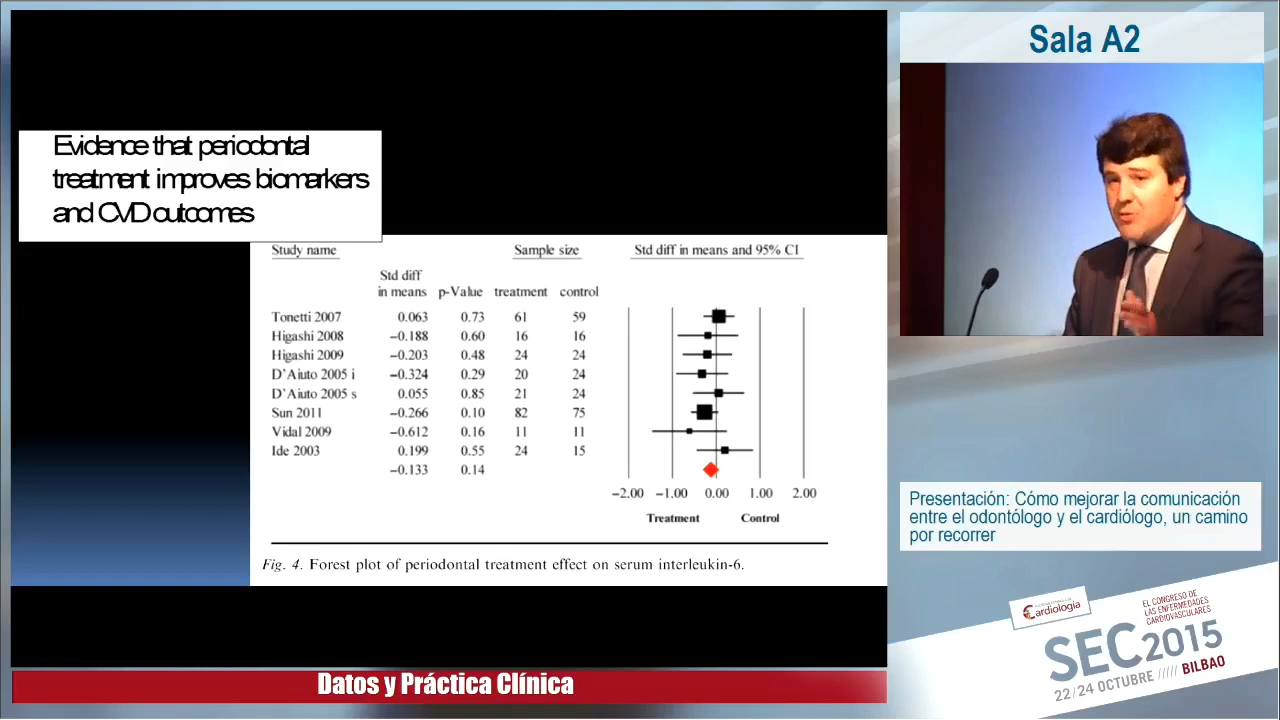 Evidence that periodontal
treatment improves biomarkers
and CVD outcomes
Study name Sample size Std diff in means and 95% CI
Std diff
in means p-Value treatment control
Tonetti 2007 0.063 0.73 61 59
Higashi 2008 −0.188 0.60 16 16
Higashi 2009 −0.203 0.48 24 24
D'Aiuto 2005 i −0.324 0.29 20 24
D'Aiuto 2005 s 0.055 0.85 21 24
Sun 2011 −0.266 0.10 82 75
Vidal 2009 −0.612 0.16 11 11
Ide 2003 0.199 0.55 24 15
−0.133 0.14
−2.00 −1.00 0.00 1.00 2.00
Treatment Control
Fig. 4. Forest plot of periodontal treatment effect on serum interleukin-6.
Datos y Práctica Clínica
Sala A2
Presentación: Cómo mejorar la comunicación
entre el odontólogo y el cardiólogo, un camino
por recorrer
Cardiología
EL CONGRESO DE
LAS ENFERMEDADES
CARDIOVASCULARES
SEC2015
22/24 OCTUBRE ///// BILBAO